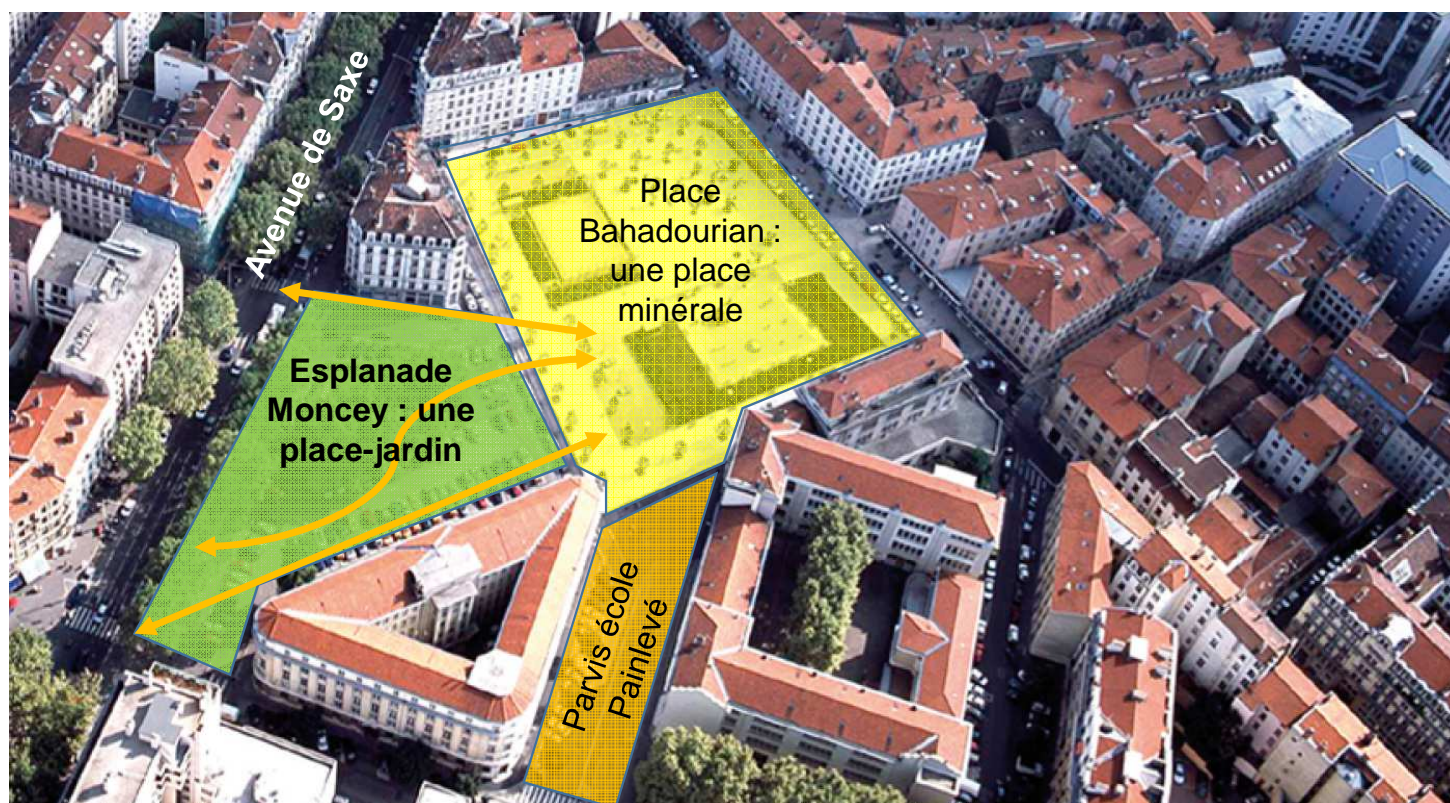 Avenue de Saxe
Place
Bahadourian :
une place
minérale
Esplanade
Moncey : une
place-jardin
Parvis école
Painlevé